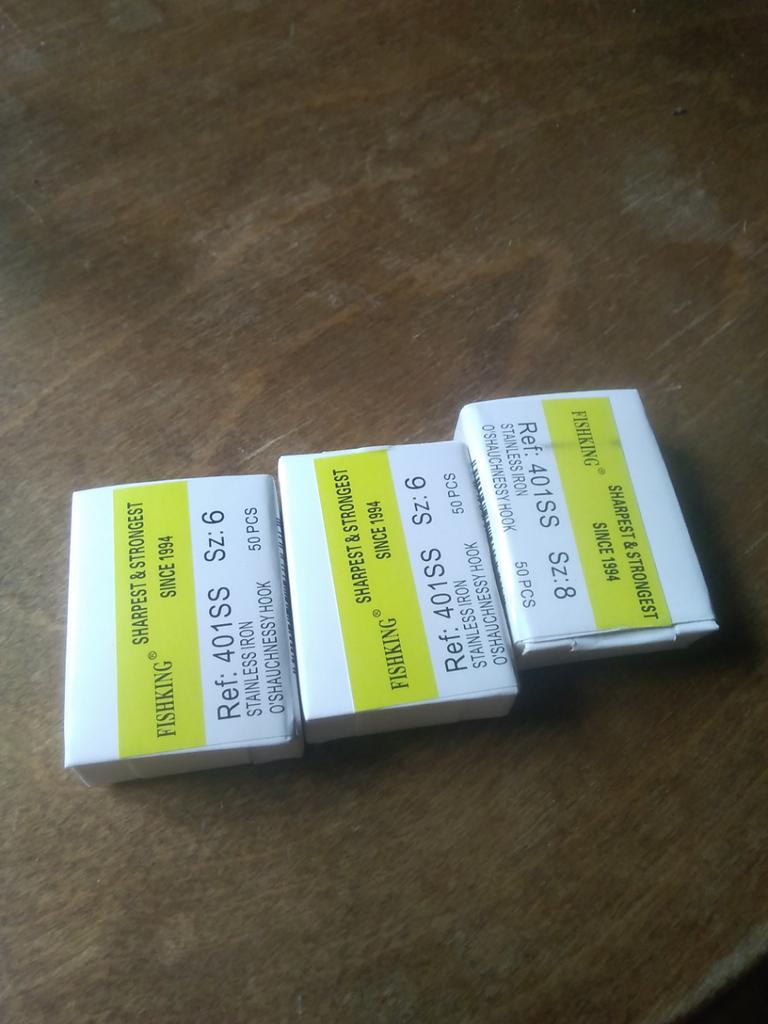 FISHKING® SHARPEST & STRONGEST
SINCE 1994
Ref: 401SS Sz: 6
STAINLESS IRON 50 PCS
O'SHAUCHNESSY HOOK
FISHKING® SHARPEST & STRONGEST
SINCE 1994
Ref: 401SS Sz: 6
STAINLESS IRON 50 PCS
O'SHAUCHNESSY HOOK
FISHKING® SHARPEST & STRONGEST
SINCE 1994
Ref: 401SS Sz:8
STAINLESS IRON 50 PCS
O'SHAUCHNESSY HOOK